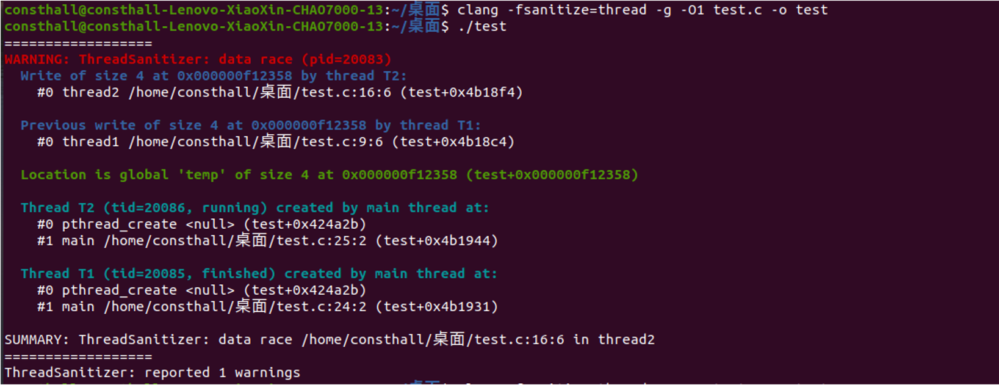 consthall@consthall-Lenovo-XiaoXin-CHAO7000-13:~/桌面$ clang -fsanitize=thread -g -O1 test.c -o test
consthall@consthall-Lenovo-XiaoXin-CHAO7000-13:~/桌面$ ./test
==================
WARNING: ThreadSanitizer: data race (pid=20083)
  Write of size 4 at 0x000000f12358 by thread T2:
    #0 thread2 /home/consthall/桌面/test.c:16:6 (test+0x4b18f4)

  Previous write of size 4 at 0x000000f12358 by thread T1:
    #0 thread1 /home/consthall/桌面/test.c:9:6 (test+0x4b18c4)

  Location is global 'temp' of size 4 at 0x000000f12358 (test+0x000000f12358)

  Thread T2 (tid=20086, running) created by main thread at:
    #0 pthread_create <null> (test+0x424a2b)
    #1 main /home/consthall/桌面/test.c:25:2 (test+0x4b1944)

  Thread T1 (tid=20085, finished) created by main thread at:
    #0 pthread_create <null> (test+0x424a2b)
    #1 main /home/consthall/桌面/test.c:24:2 (test+0x4b1931)

SUMMARY: ThreadSanitizer: data race /home/consthall/桌面/test.c:16:6 in thread2
==================
ThreadSanitizer: reported 1 warnings